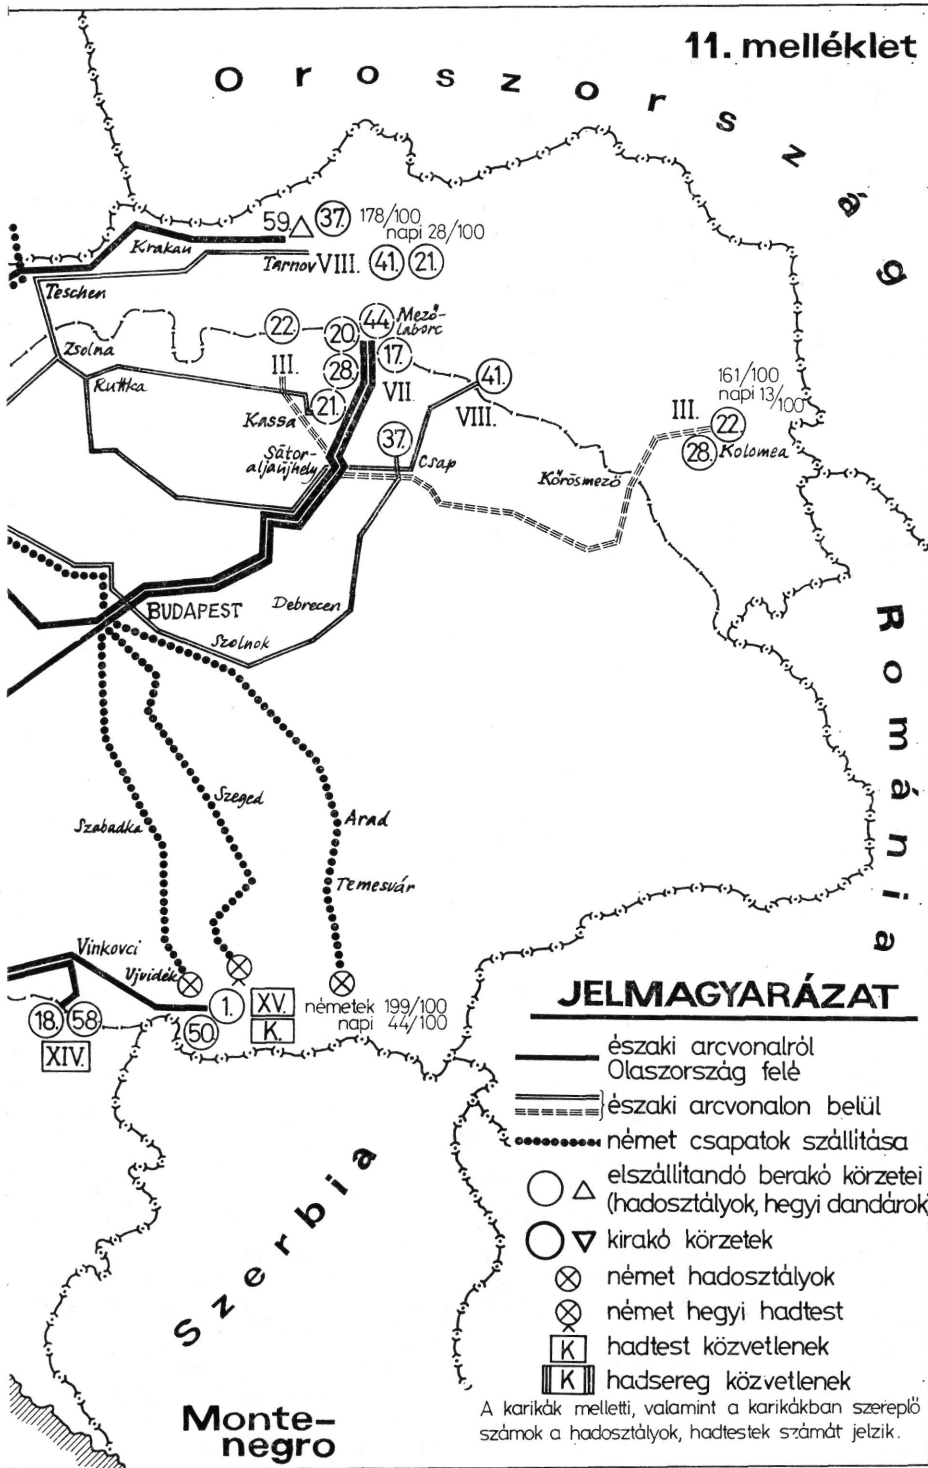 11. melléklet
Oroszország
59. 37. 178/100
napi 28/100
Krakau
Tarnov VIII. 41. 21.
Teschen
22. 20. 44. Mező-
laborc
Zsolna
17.
Ruttka
III. 28. VII. 41.
161/100
napi 13/100
21. VIII. III. 22.
Kassa
37. 28. Kolomea
Sátor-
aljaújhely
Csap
Kőrösmező
BUDAPEST
Debrecen
Szolnok
Románia
Szeged
Szabadka
Arad
Temesvár
Vinkovci
Ujvidék
18. 58. 1. XV. németek 199/100
50. K. napi 44/100
XIV.
JELMAGYARÁZAT
északi arcvonalról
Olaszország felé
északi arcvonalon belül
német csapatok szállítása
elszállítandó berakó körzetei
(hadosztályok, hegyi dandárok)
kirakó körzetek
német hadosztályok
német hegyi hadtest
K hadtest közvetlenek
K hadsereg közvetlenek
A karikák melletti, valamint a karikákban szereplő
számok a hadosztályok, hadtestek számát jelzik.
Szerbia
Monte-
negro